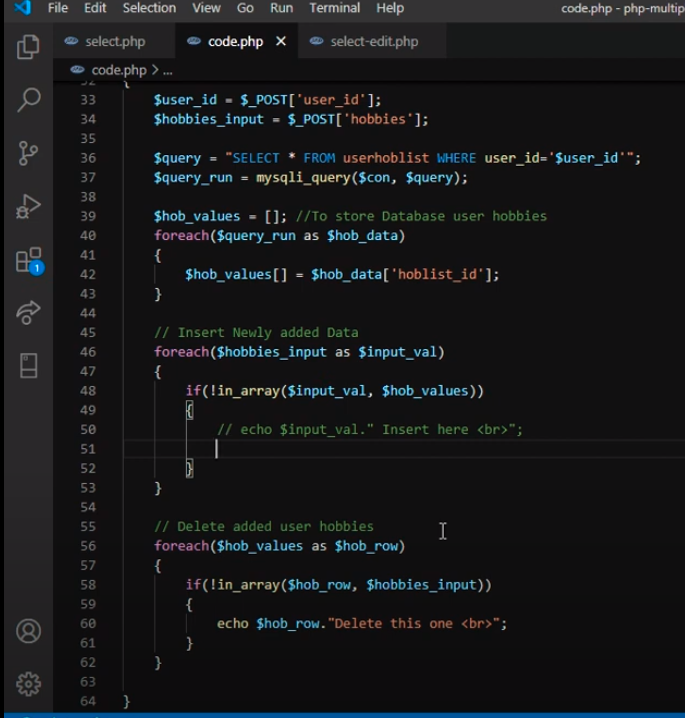 File Edit Selection View Go Run Terminal Help code.php - php-multip
select.php code.php × select-edit.php
code.php > ...
32 {
33 $user_id = $_POST['user_id'];
34 $hobbies_input = $_POST['hobbies'];
35
36 $query = "SELECT * FROM userhoblist WHERE user_id='$user_id'";
37 $query_run = mysqli_query($con, $query);
38
39 $hob_values = []; //To store Database user hobbies
40 foreach($query_run as $hob_data)
41 {
42 $hob_values[] = $hob_data['hoblist_id'];
43 }
44
45 // Insert Newly added Data
46 foreach($hobbies_input as $input_val)
47 {
48 if(!in_array($input_val, $hob_values))
49 {
50 // echo $input_val." Insert here <br>";
51
52 }
53 }
54
55 // Delete added user hobbies
56 foreach($hob_values as $hob_row)
57 {
58 if(!in_array($hob_row, $hobbies_input))
59 {
60 echo $hob_row."Delete this one <br>";
61 }
62 }
63
64 }
1